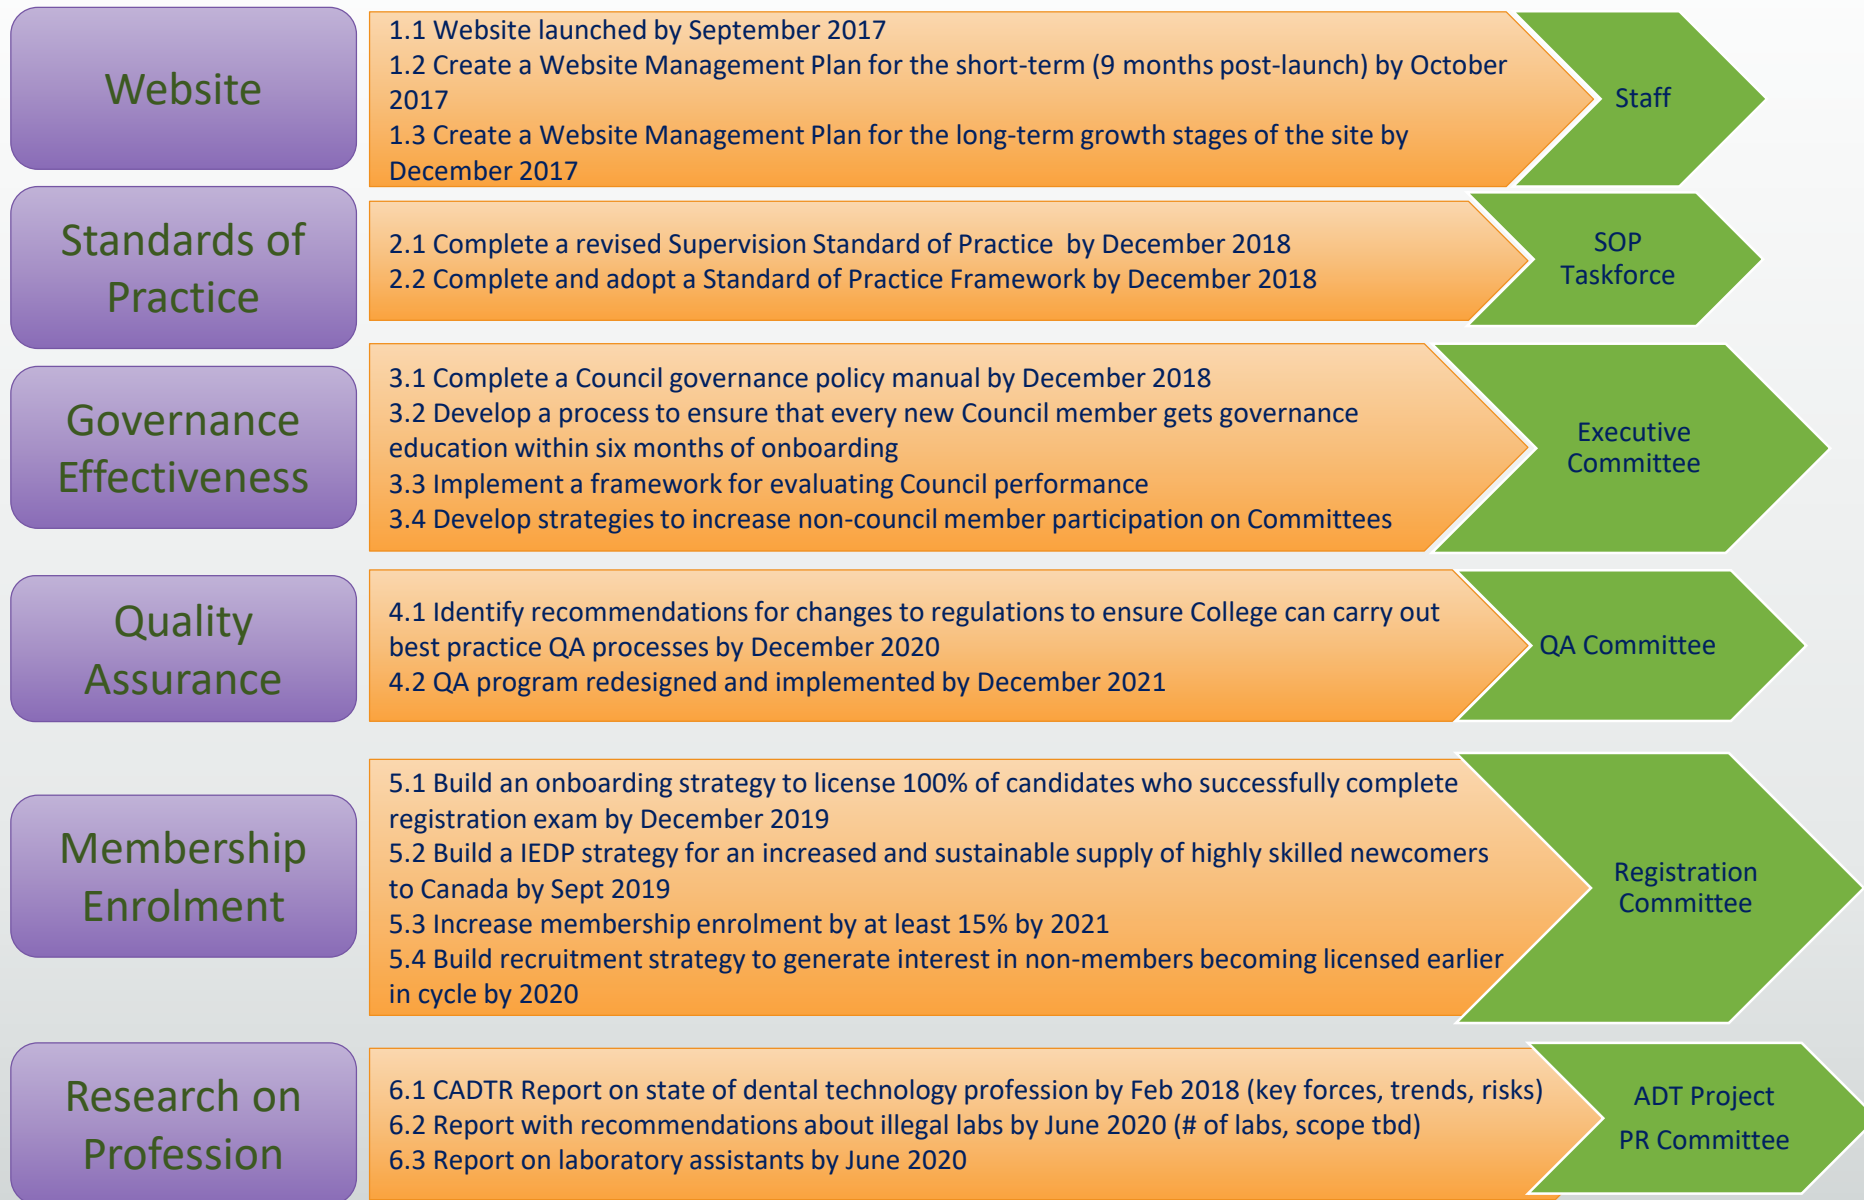 Website
1.1 Website launched by September 2017
1.2 Create a Website Management Plan for the short-term (9 months post-launch) by October
2017
1.3 Create a Website Management Plan for the long-term growth stages of the site by
December 2017
Staff
Standards of
Practice
2.1 Complete a revised Supervision Standard of Practice  by December 2018
2.2 Complete and adopt a Standard of Practice Framework by December 2018
SOP
Taskforce
Governance
Effectiveness
3.1 Complete a Council governance policy manual by December 2018
3.2 Develop a process to ensure that every new Council member gets governance
education within six months of onboarding
3.3 Implement a framework for evaluating Council performance
3.4 Develop strategies to increase non-council member participation on Committees
Executive
Committee
Quality
Assurance
4.1 Identify recommendations for changes to regulations to ensure College can carry out
best practice QA processes by December 2020
4.2 QA program redesigned and implemented by December 2021
QA Committee
Membership
Enrolment
5.1 Build an onboarding strategy to license 100% of candidates who successfully complete
registration exam by December 2019
5.2 Build a IEDP strategy for an increased and sustainable supply of highly skilled newcomers
to Canada by Sept 2019
5.3 Increase membership enrolment by at least 15% by 2021
5.4 Build recruitment strategy to generate interest in non-members becoming licensed earlier
in cycle by 2020
Registration
Committee
Research on
Profession
6.1 CADTR Report on state of dental technology profession by Feb 2018 (key forces, trends, risks)
6.2 Report with recommendations about illegal labs by June 2020 (# of labs, scope tbd)
6.3 Report on laboratory assistants by June 2020
ADT Project
PR Committee